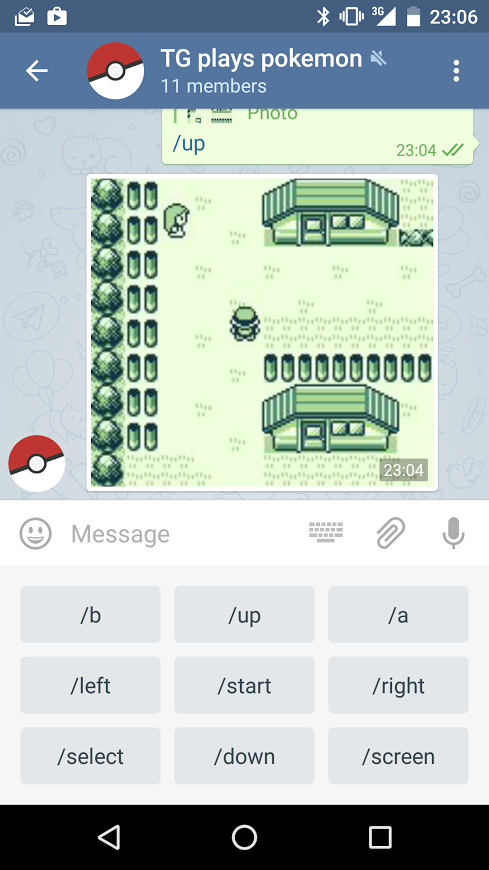 3G
23:06
TG plays pokemon
11 members
Photo
/up
23:04
23:04
Message
/b
/up
/a
/left
/start
/right
/select
/down
/screen